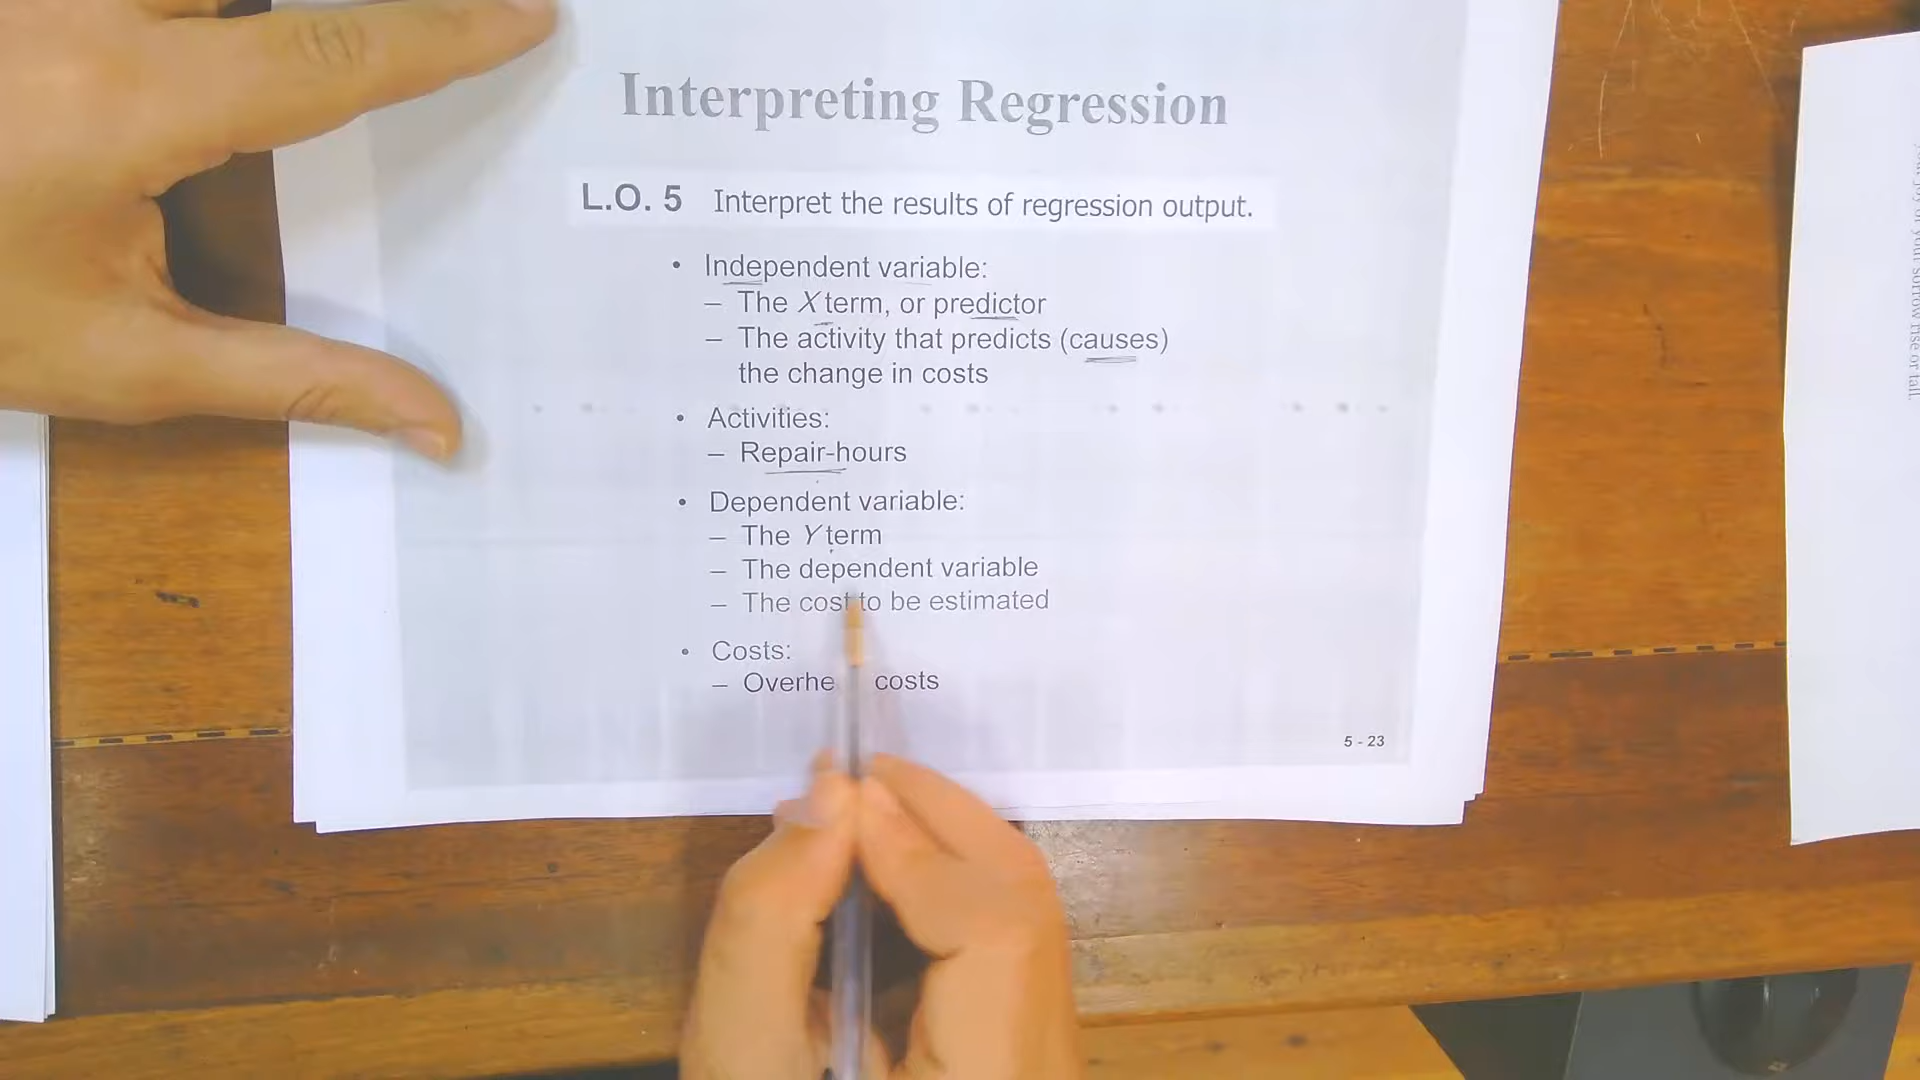 Interpreting Regression
L.O. 5 Interpret the results of regression output.
• Independent variable:
– The X term, or predictor
– The activity that predicts (causes)
the change in costs
• Activities:
– Repair-hours
• Dependent variable:
– The Y term
– The dependent variable
– The cost to be estimated
• Costs:
– Overhe costs
5 - 23